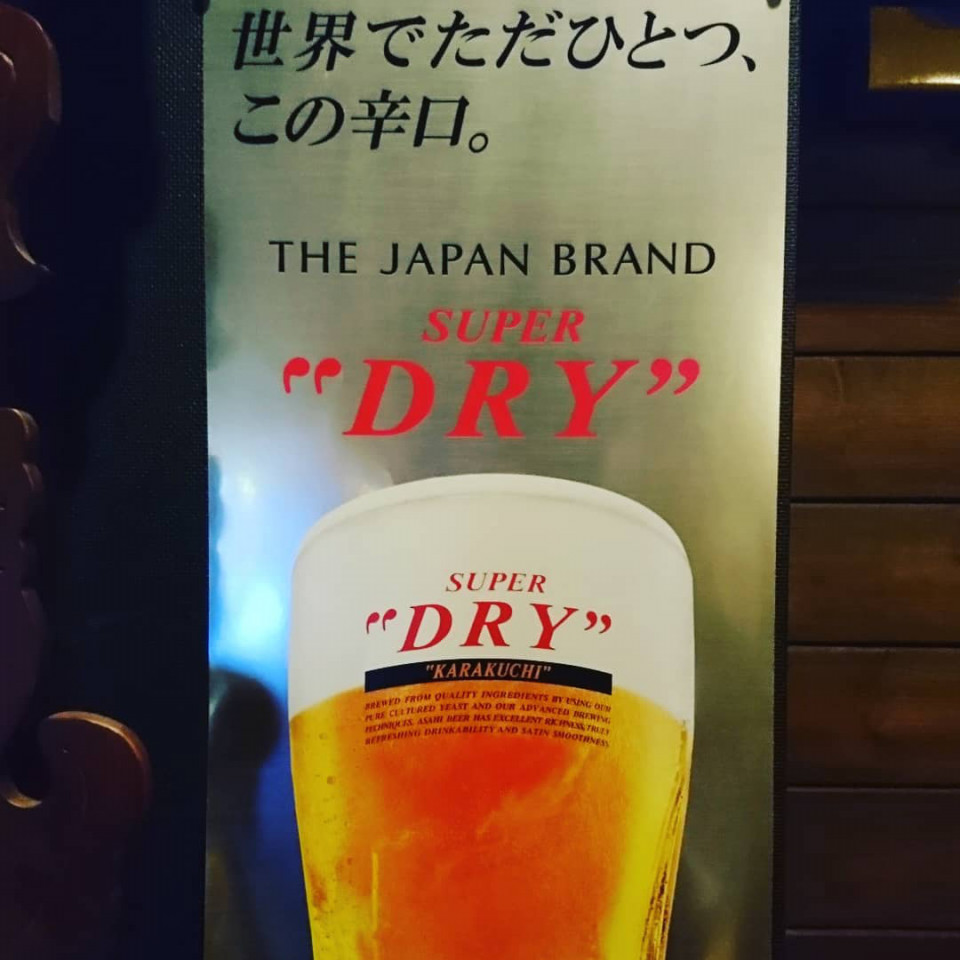 世界でただひとつ、
この辛口。
THE JAPAN BRAND
SUPER
“DRY”
SUPER
“DRY”
"KARAKUCHI"
BREWED FROM QUALITY INGREDIENTS BY USING OUR
PURE CULTURED YEAST AND OUR ADVANCED BREWING
TECHNIQUES. ASAHI BEER HAS EXCELLENT RICHNESS, TRULY
REFRESHING DRINKABILITY AND SATIN SMOOTHNESS